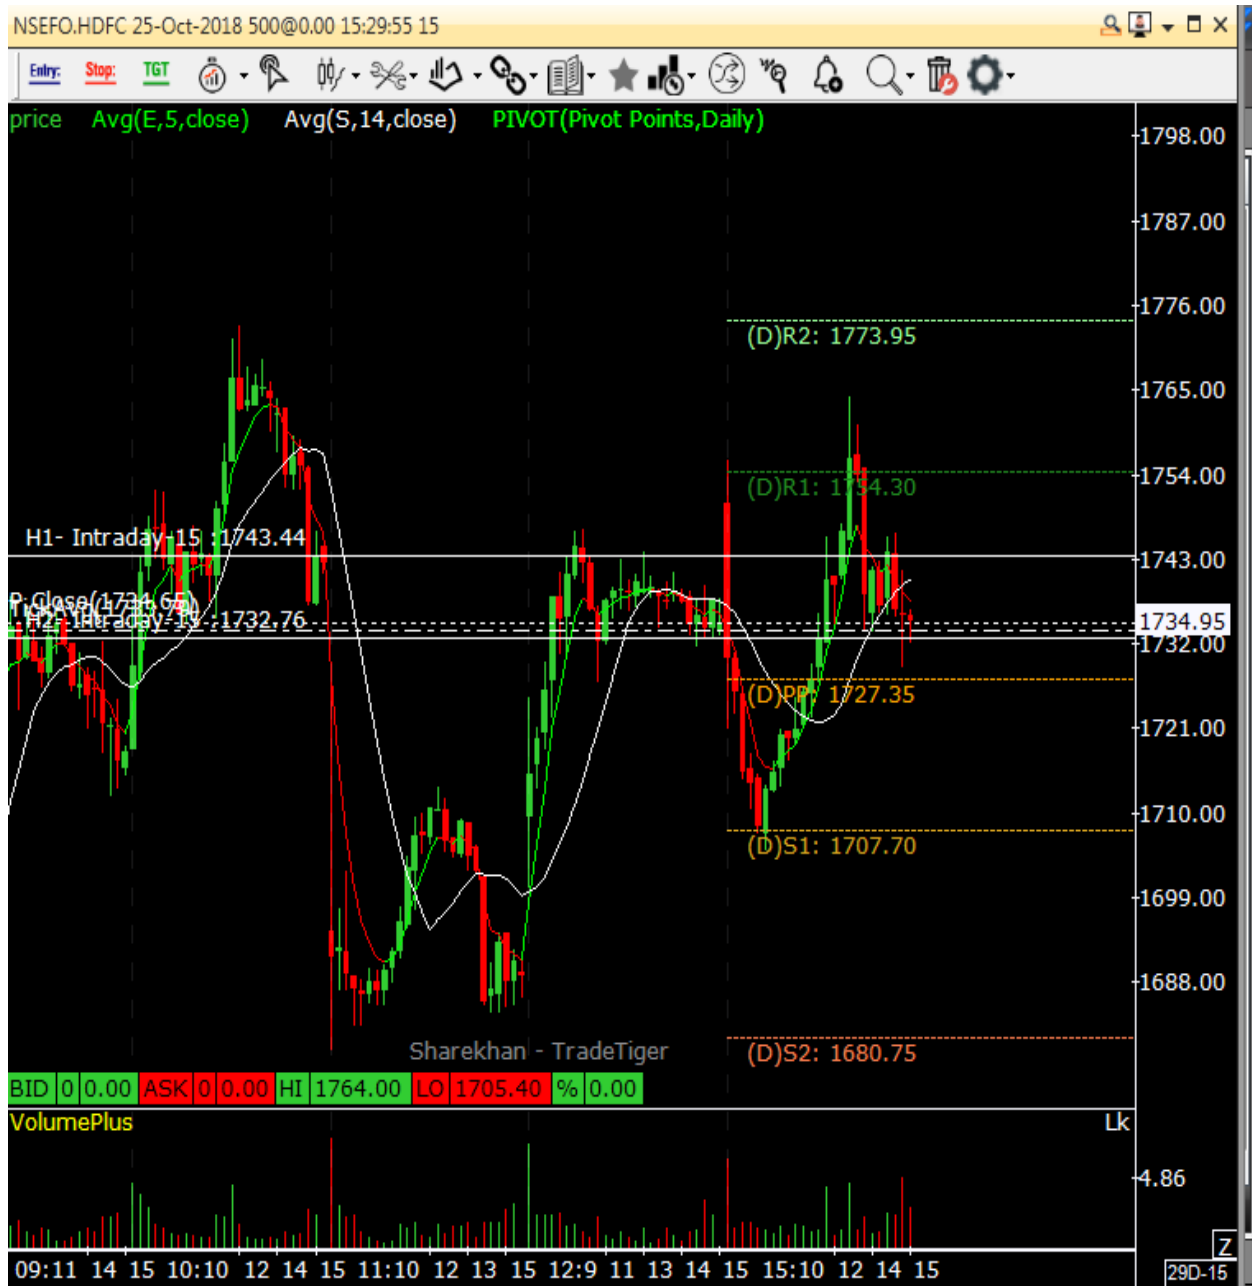 NSEFO.HDFC 25-Oct-2018 500@0.00 15:29:55 15
Entry: Stop: TGT
price Avg(E,5,close) Avg(S,14,close) PIVOT(Pivot Points,Daily)
1798.00
1787.00
1776.00
(D)R2: 1773.95
1765.00
1754.00
(D)R1: 1754.30
H1- Intraday-15 :1743.44
1743.00
P.Close(1734.65)
H2- Intraday-15 :1732.76
1734.95
1732.00
(D)PP: 1727.35
1721.00
1710.00
(D)S1: 1707.70
1699.00
1688.00
Sharekhan - TradeTiger
(D)S2: 1680.75
BID 0 0.00 ASK 0 0.00 HI 1764.00 LO 1705.40 % 0.00
VolumePlus Lk
4.86
Z
09:11 14 15 10:10 12 14 15 11:10 12 13 15 12:9 11 13 14 15 15:10 12 14 15 29D-15